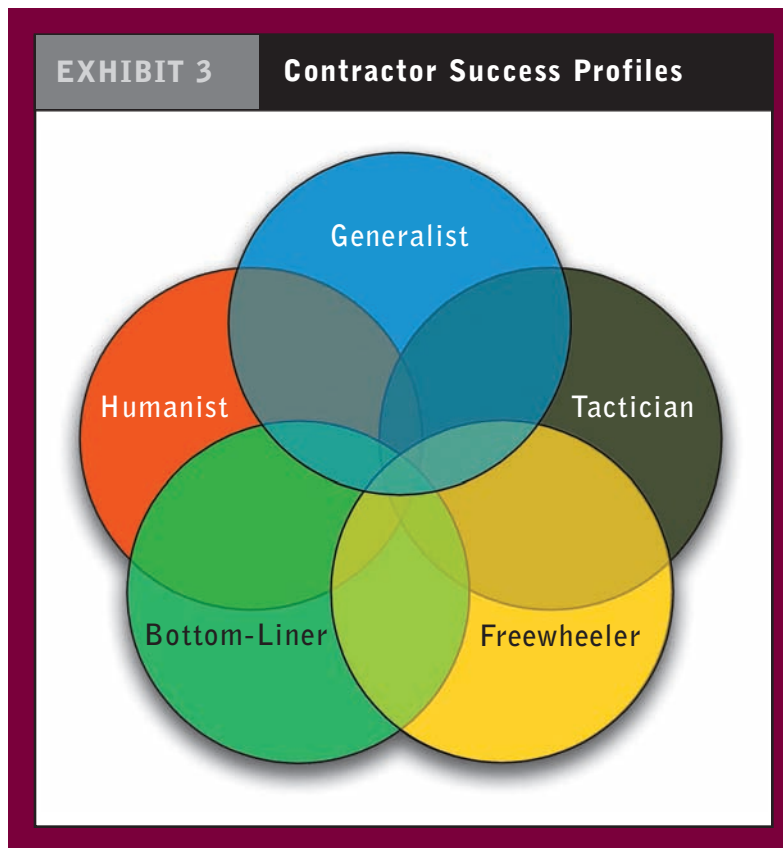 EXHIBIT 3
Contractor Success Profiles
Generalist
Humanist
Tactician
Bottom-Liner
Freewheeler